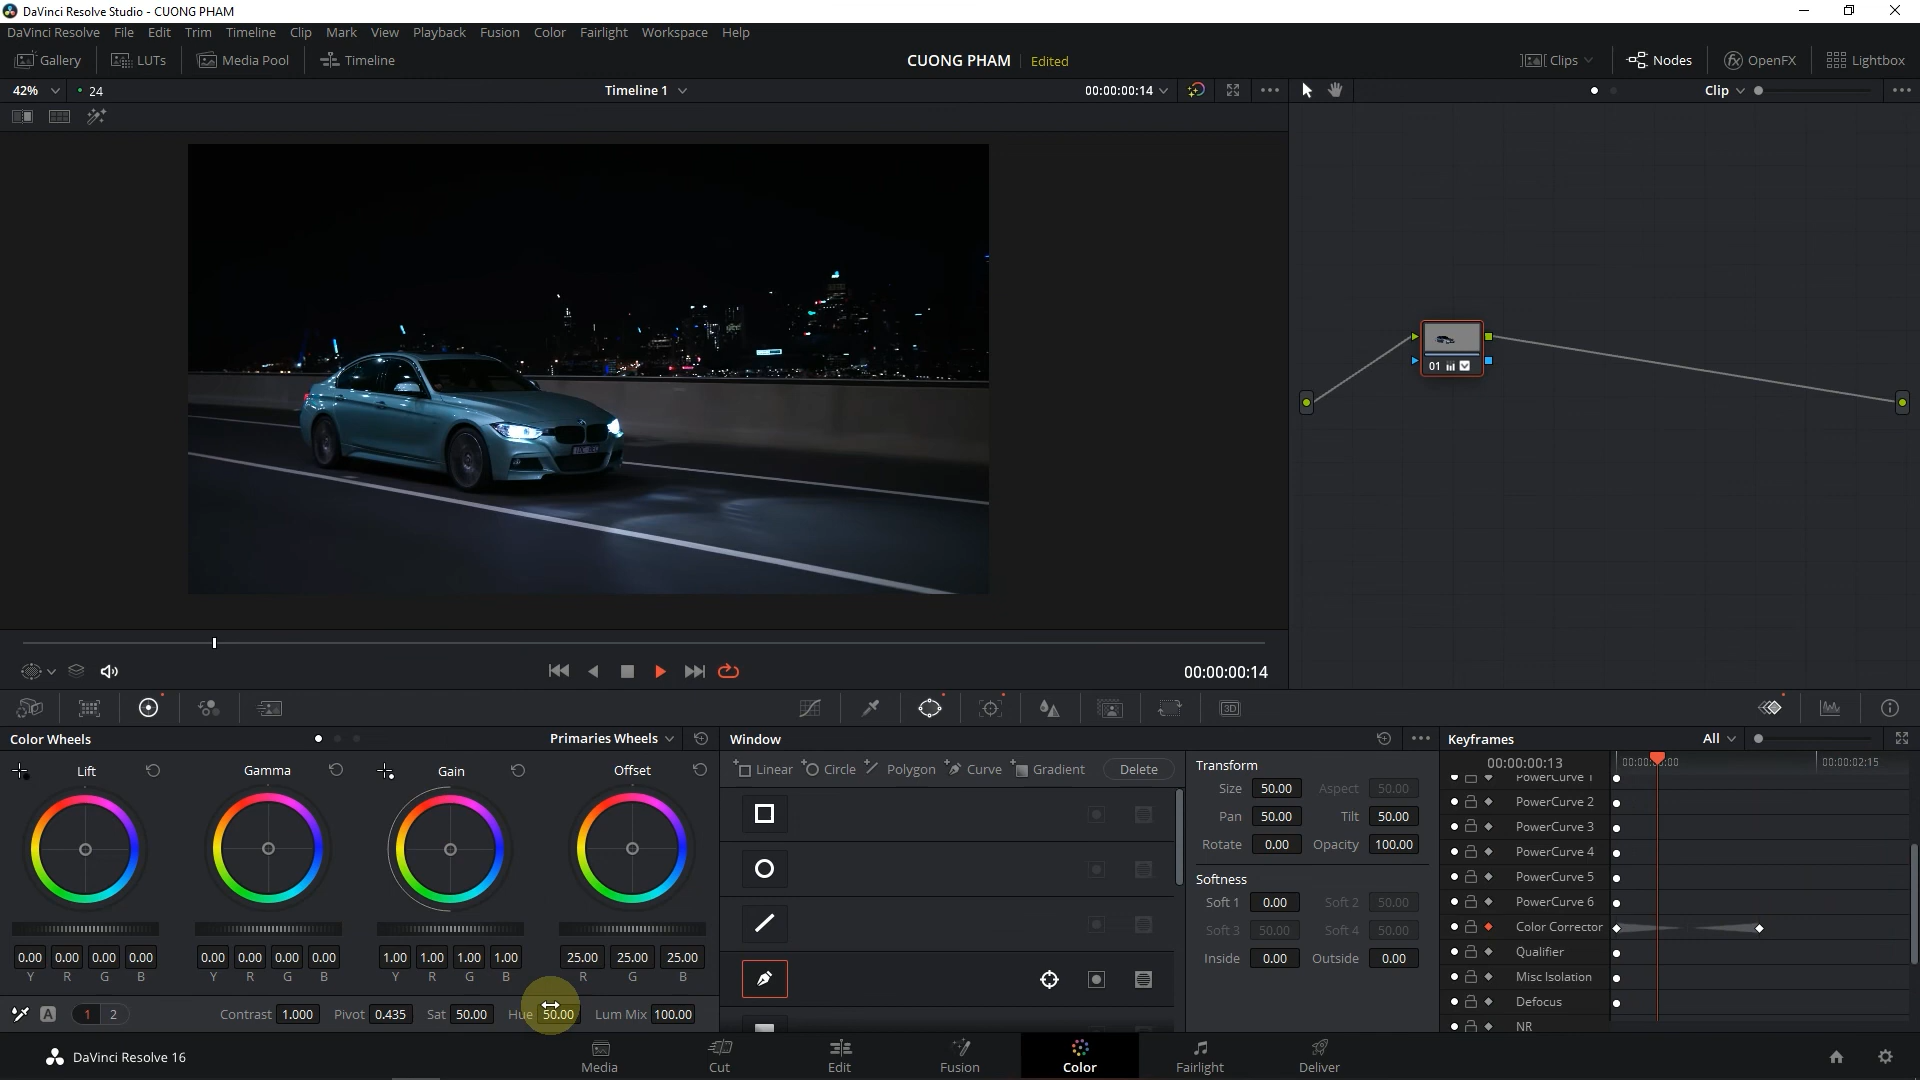 DaVinci Resolve Studio - CUONG PHAM
DaVinci Resolve File Edit Trim Timeline Clip Mark View Playback Fusion Color Fairlight Workspace Help
Gallery LUTs Media Pool Timeline CUONG PHAM Edited Clips Nodes OpenFX Lightbox
42% 24 Timeline 1 00:00:00:14 Clip
01
00:00:00:14
Color Wheels Primaries Wheels Window Keyframes All
Lift Gamma Gain Offset
Linear Circle Polygon Curve Gradient Delete
Transform
Size 50.00 Aspect 50.00
Pan 50.00 Tilt 50.00
Rotate 0.00 Opacity 100.00
Softness
Soft 1 0.00 Soft 2 50.00
Soft 3 50.00 Soft 4 50.00
Inside 0.00 Outside 0.00
00:00:00:13 00:00:02:15
PowerCurve 1
PowerCurve 2
PowerCurve 3
PowerCurve 4
PowerCurve 5
PowerCurve 6
Color Corrector
Qualifier
Misc Isolation
Defocus
NR
0.00 0.00 0.00 0.00 0.00 0.00 0.00 0.00 1.00 1.00 1.00 1.00 25.00 25.00 25.00
Y R G B Y R G B Y R G B R G B
A 1 2 Contrast 1.000 Pivot 0.435 Sat 50.00 Hue 50.00 Lum Mix 100.00
3D
DaVinci Resolve 16 Media Cut Edit Fusion Color Fairlight Deliver